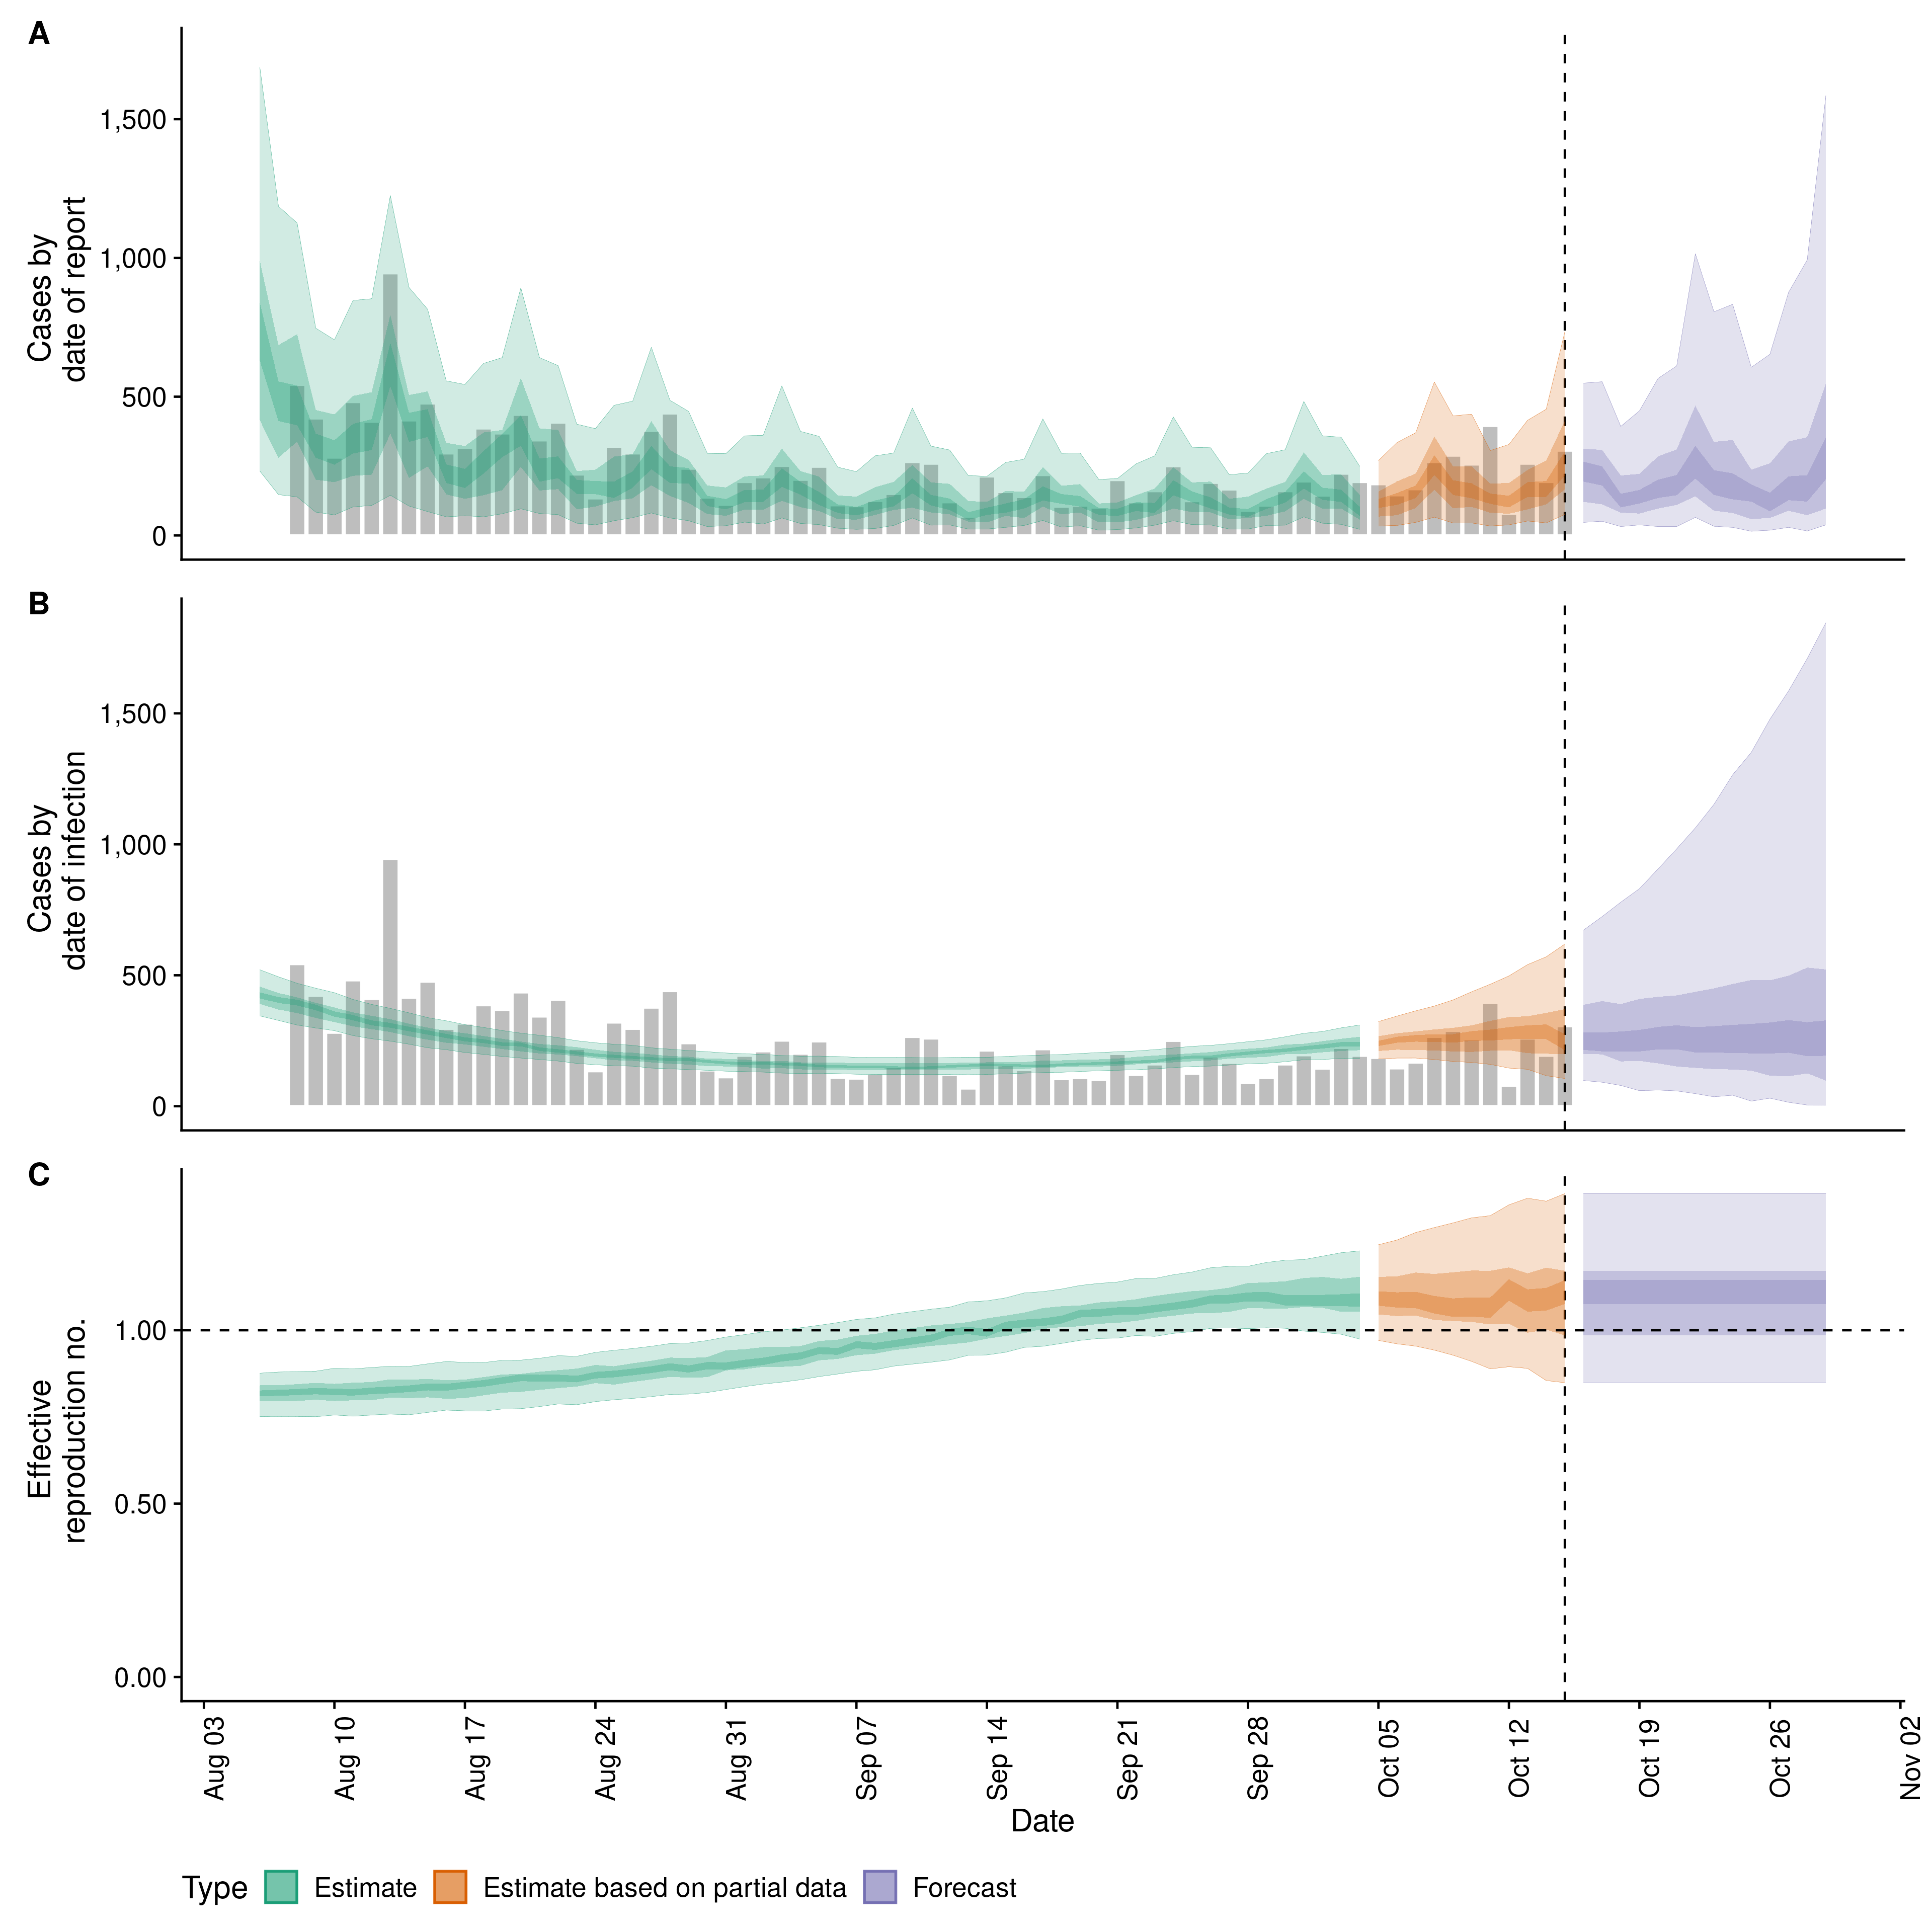 A
Cases by
date of report
1,500
1,000
500
0
B
Cases by
date of infection
1,500
1,000
500
0
C
Effective
reproduction no.
1.00
0.50
0.00
Aug 03
Aug 10
Aug 17
Aug 24
Aug 31
Sep 07
Sep 14
Sep 21
Sep 28
Oct 05
Oct 12
Oct 19
Oct 26
Nov 02
Date
Type Estimate Estimate based on partial data Forecast